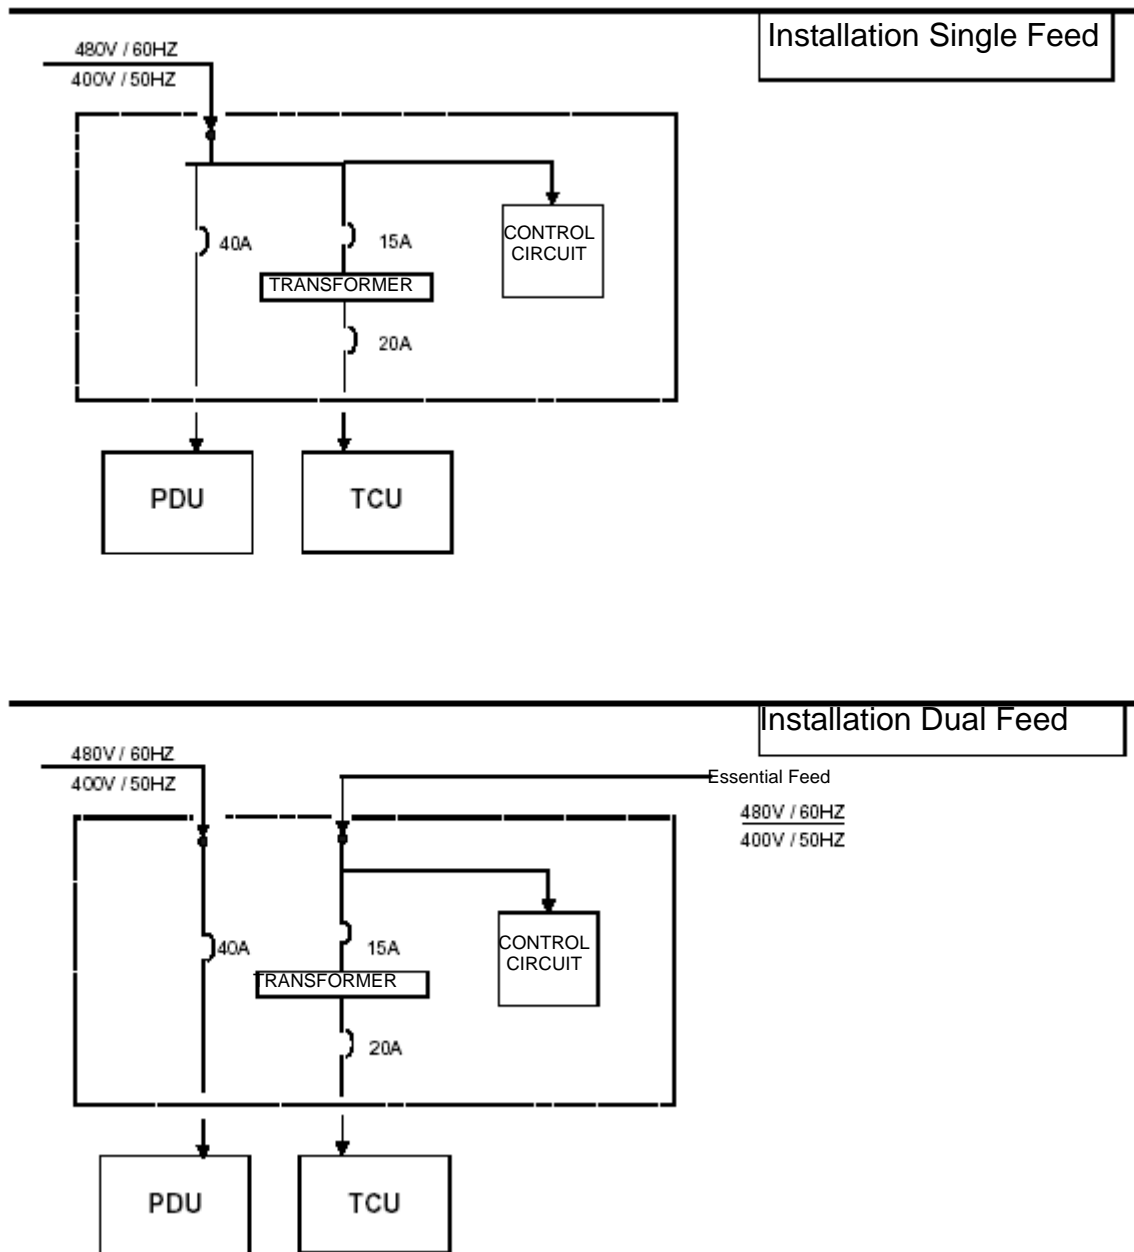 Installation Single Feed
480V / 60HZ
400V / 50HZ
40A
15A
CONTROL
CIRCUIT
TRANSFORMER
20A
PDU
TCU
Installation Dual Feed
480V / 60HZ
400V / 50HZ
Essential Feed
480V / 60HZ
400V / 50HZ
40A
15A
CONTROL
CIRCUIT
TRANSFORMER
20A
PDU
TCU